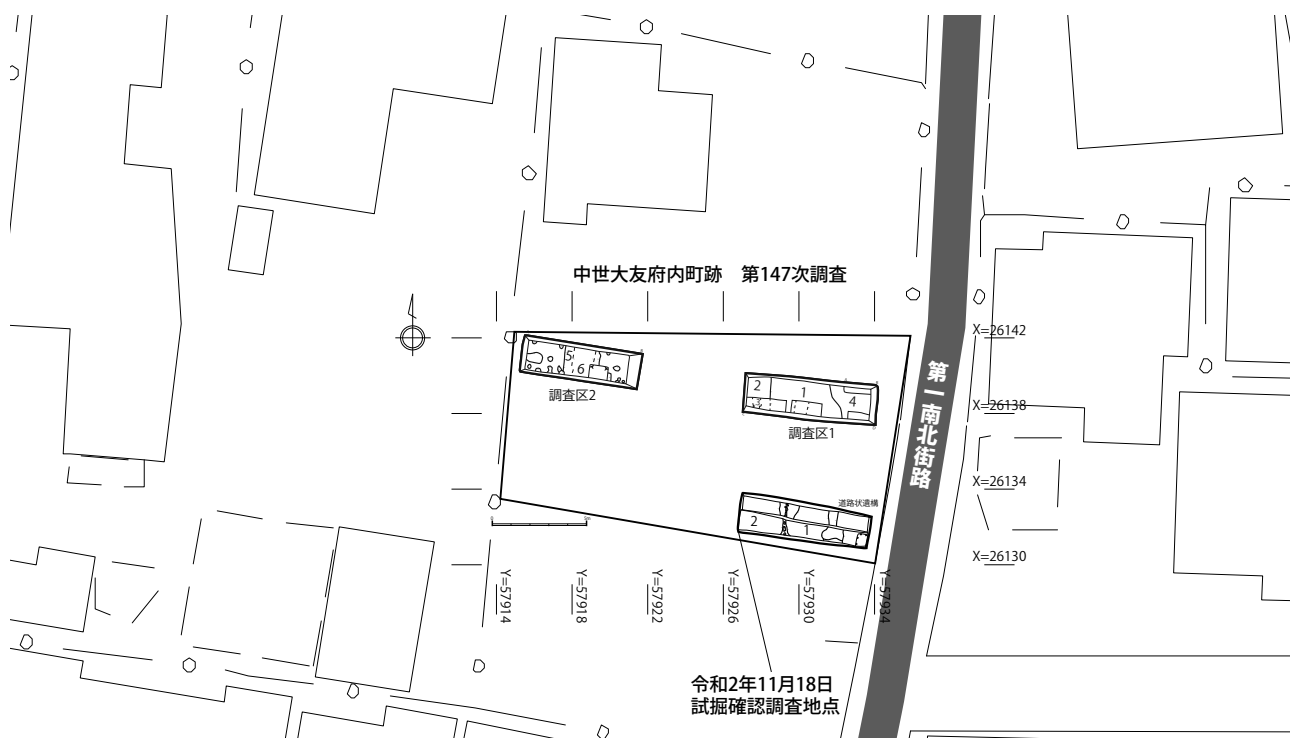 中世大友府内町跡　第147次調査
X=26142
5
6
調査区2
2
1
3
4
調査区1
X=26138
第一南北街路
X=26134
道路状遺構
2
1
0
5m
X=26130
Y=57914
Y=57918
Y=57922
Y=57926
Y=57930
Y=57934
令和2年11月18日
試掘確認調査地点